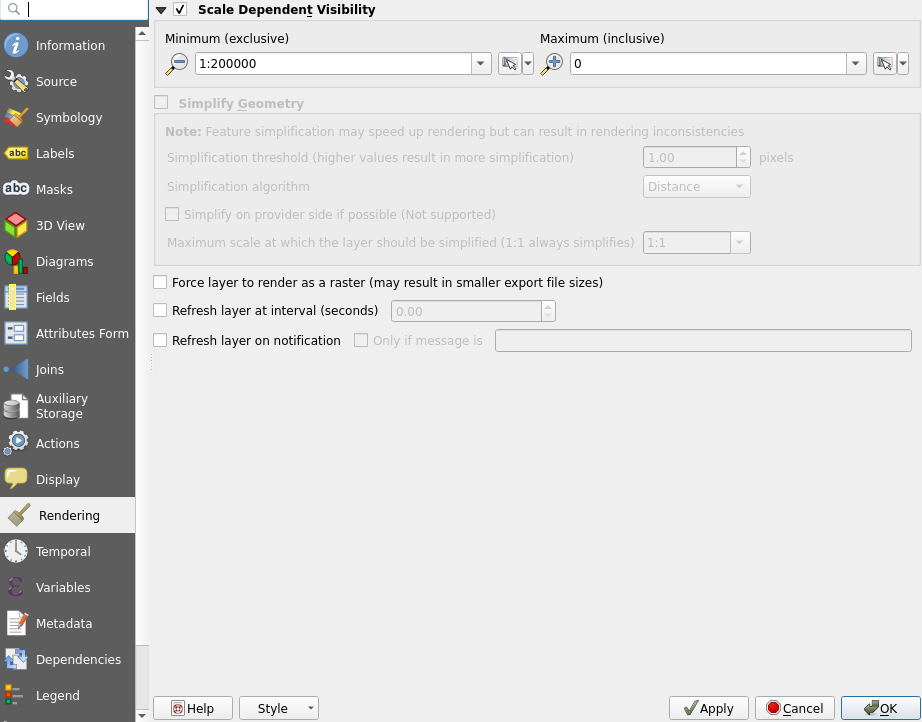 Scale Dependent Visibility
Minimum (exclusive)
Maximum (inclusive)
1:200000
0
Simplify Geometry
Note: Feature simplification may speed up rendering but can result in rendering inconsistencies
Simplification threshold (higher values result in more simplification)
1.00
pixels
Simplification algorithm
Distance
Simplify on provider side if possible (Not supported)
Maximum scale at which the layer should be simplified (1:1 always simplifies)
1:1
Force layer to render as a raster (may result in smaller export file sizes)
Refresh layer at interval (seconds)
0.00
Refresh layer on notification
Only if message is
Information
Source
Symbology
abc
Labels
abc
Masks
3D View
Diagrams
Fields
Attributes Form
Joins
Auxiliary
Storage
Actions
Display
Rendering
Temporal
Variables
Metadata
Dependencies
Legend
Help
Style
Apply
Cancel
OK